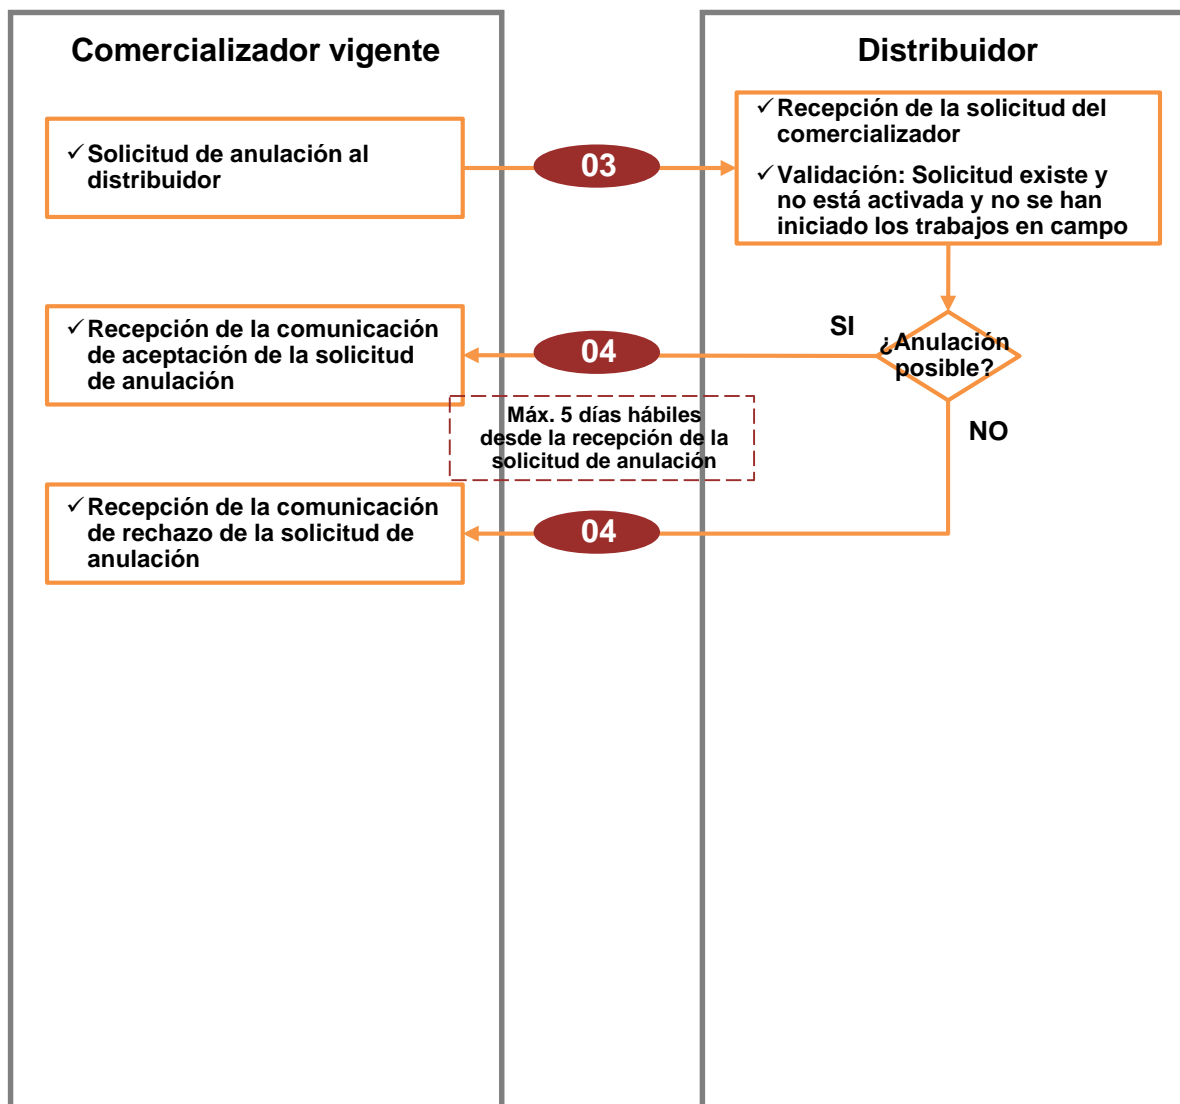 Comercializador vigente
Distribuidor
✓ Solicitud de anulación al
distribuidor
03
✓ Recepción de la solicitud del
comercializador
✓ Validación: Solicitud existe y
no está activada y no se han
iniciado los trabajos en campo
✓ Recepción de la comunicación
de aceptación de la solicitud
de anulación
04
SI
¿Anulación
posible?
NO
Máx. 5 días hábiles
desde la recepción de la
solicitud de anulación
✓ Recepción de la comunicación
de rechazo de la solicitud de
anulación
04